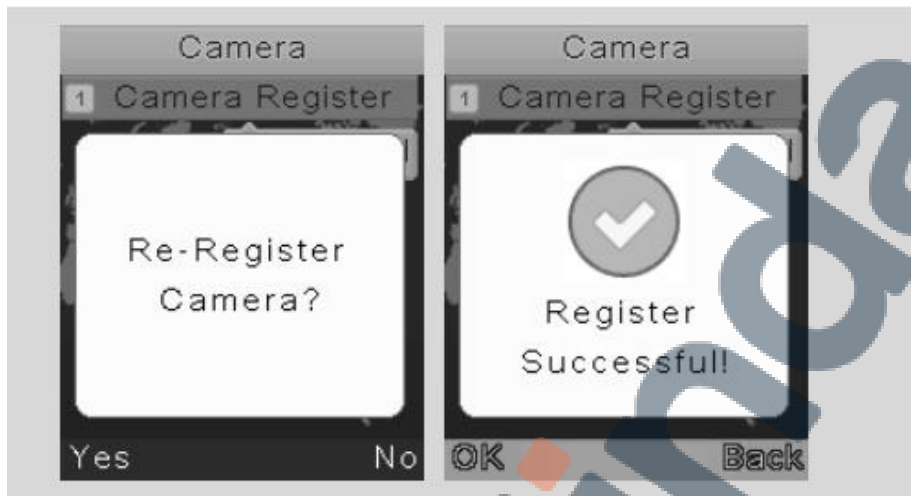 Camera
1 Camera Register
Re-Register
Camera?
Yes No
Camera
1 Camera Register
Register
Successful!
OK Back